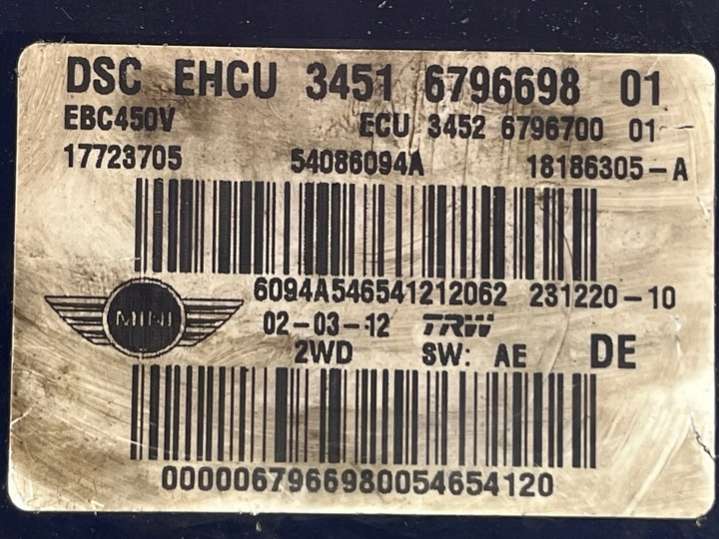 DSC EHCU 3451 6796698 01
EBC450V ECU 3452 6796700 01
17723705 54086094A 18186305-A
6094A546541212062 231220-10
MINI 02-03-12 TRW
2WD SW: AE DE
0000067966980054654120